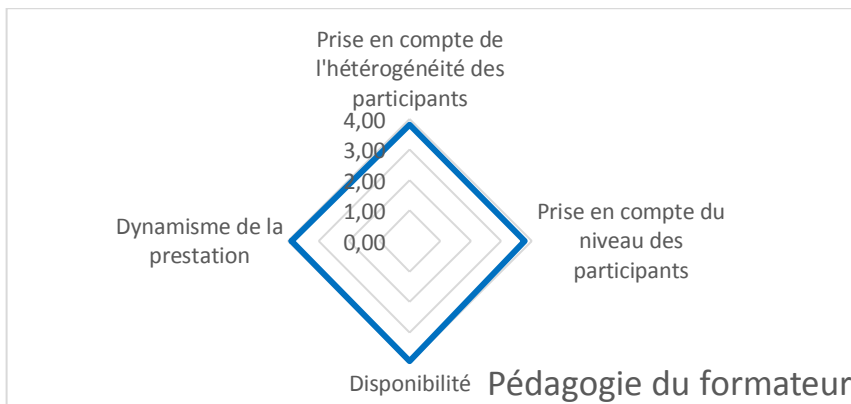 Prise en compte de
l'hétérogénéité des
participants
4,00
3,00
2,00
1,00
0,00
Dynamisme de la
prestation
Prise en compte du
niveau des
participants
Disponibilité
Pédagogie du formateur